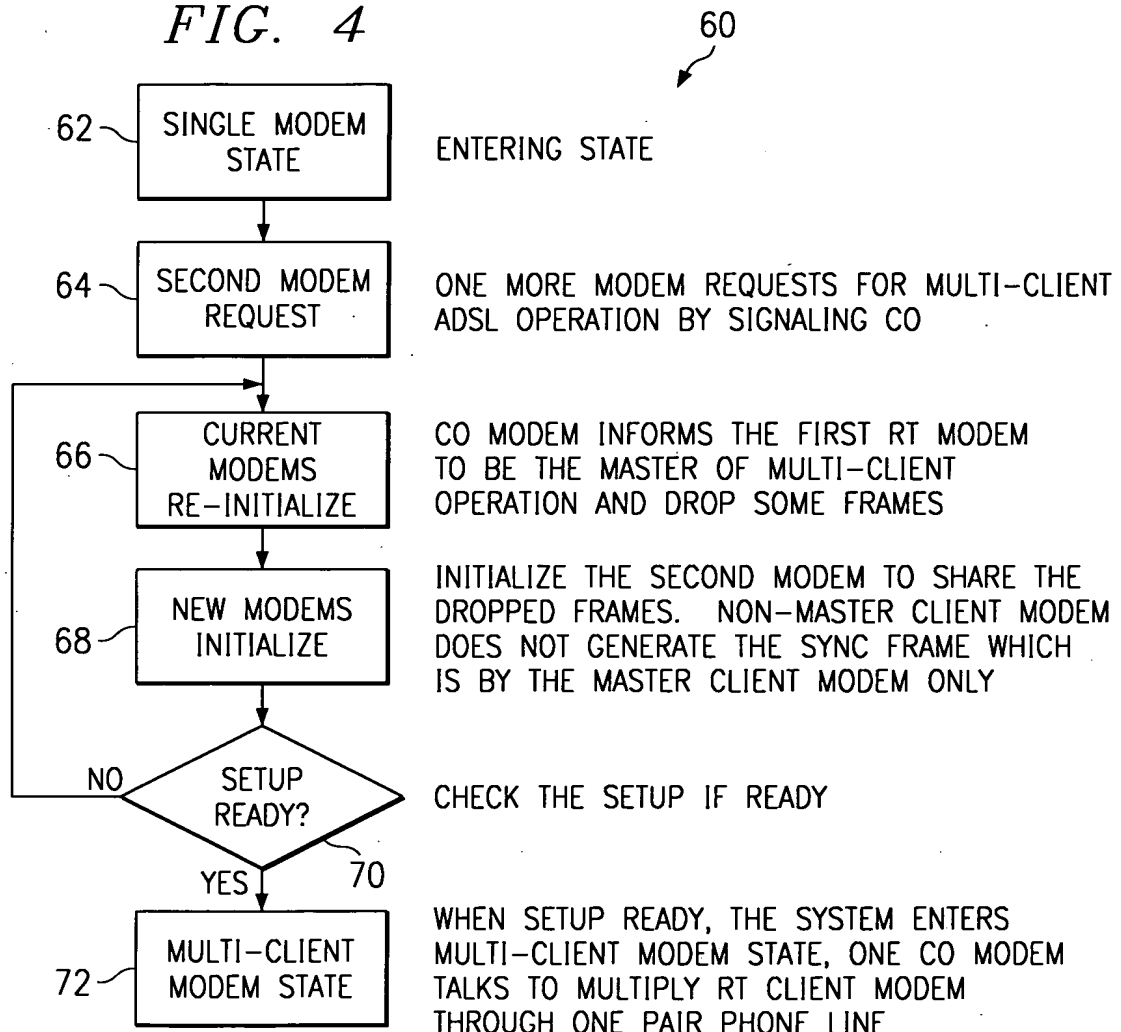 FIG. 4
60
62
SINGLE MODEM
STATE
ENTERING STATE
64
SECOND MODEM
REQUEST
ONE MORE MODEM REQUESTS FOR MULTI-CLIENT
ADSL OPERATION BY SIGNALING CO
66
CURRENT
MODEMS
RE-INITIALIZE
CO MODEM INFORMS THE FIRST RT MODEM
TO BE THE MASTER OF MULTI-CLIENT
OPERATION AND DROP SOME FRAMES
68
NEW MODEMS
INITIALIZE
INITIALIZE THE SECOND MODEM TO SHARE THE
DROPPED FRAMES. NON-MASTER CLIENT MODEM
DOES NOT GENERATE THE SYNC FRAME WHICH
IS BY THE MASTER CLIENT MODEM ONLY
NO
SETUP
READY?
CHECK THE SETUP IF READY
70
YES
72
MULTI-CLIENT
MODEM STATE
WHEN SETUP READY, THE SYSTEM ENTERS
MULTI-CLIENT MODEM STATE, ONE CO MODEM
TALKS TO MULTIPLY RT CLIENT MODEM
THROUGH ONE PAIR PHONE LINE